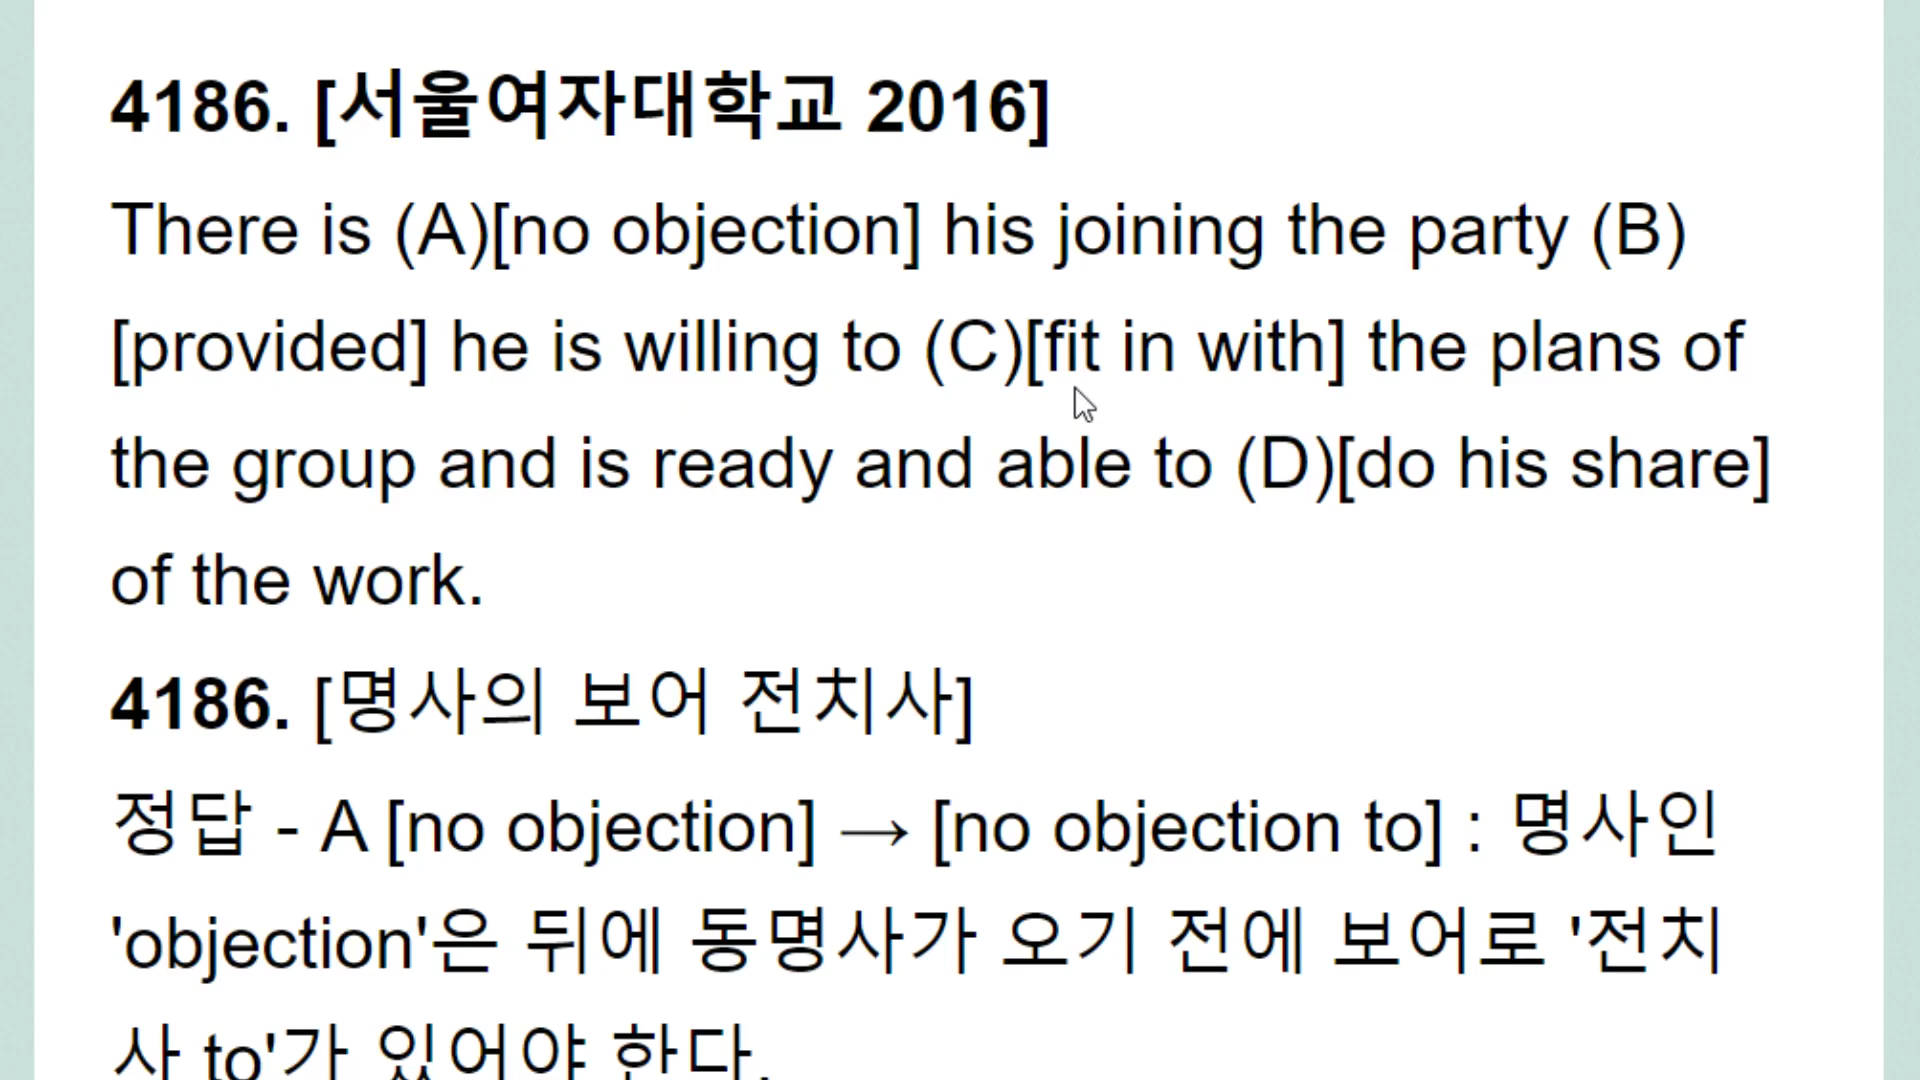 4186. [서울여자대학교 2016]
There is (A)[no objection] his joining the party (B)
[provided] he is willing to (C)[fit in with] the plans of
the group and is ready and able to (D)[do his share]
of the work.
4186. [명사의 보어 전치사]
정답 - A [no objection] → [no objection to] : 명사인
'objection'은 뒤에 동명사가 오기 전에 보어로 '전치
사 to'가 있어야 한다.